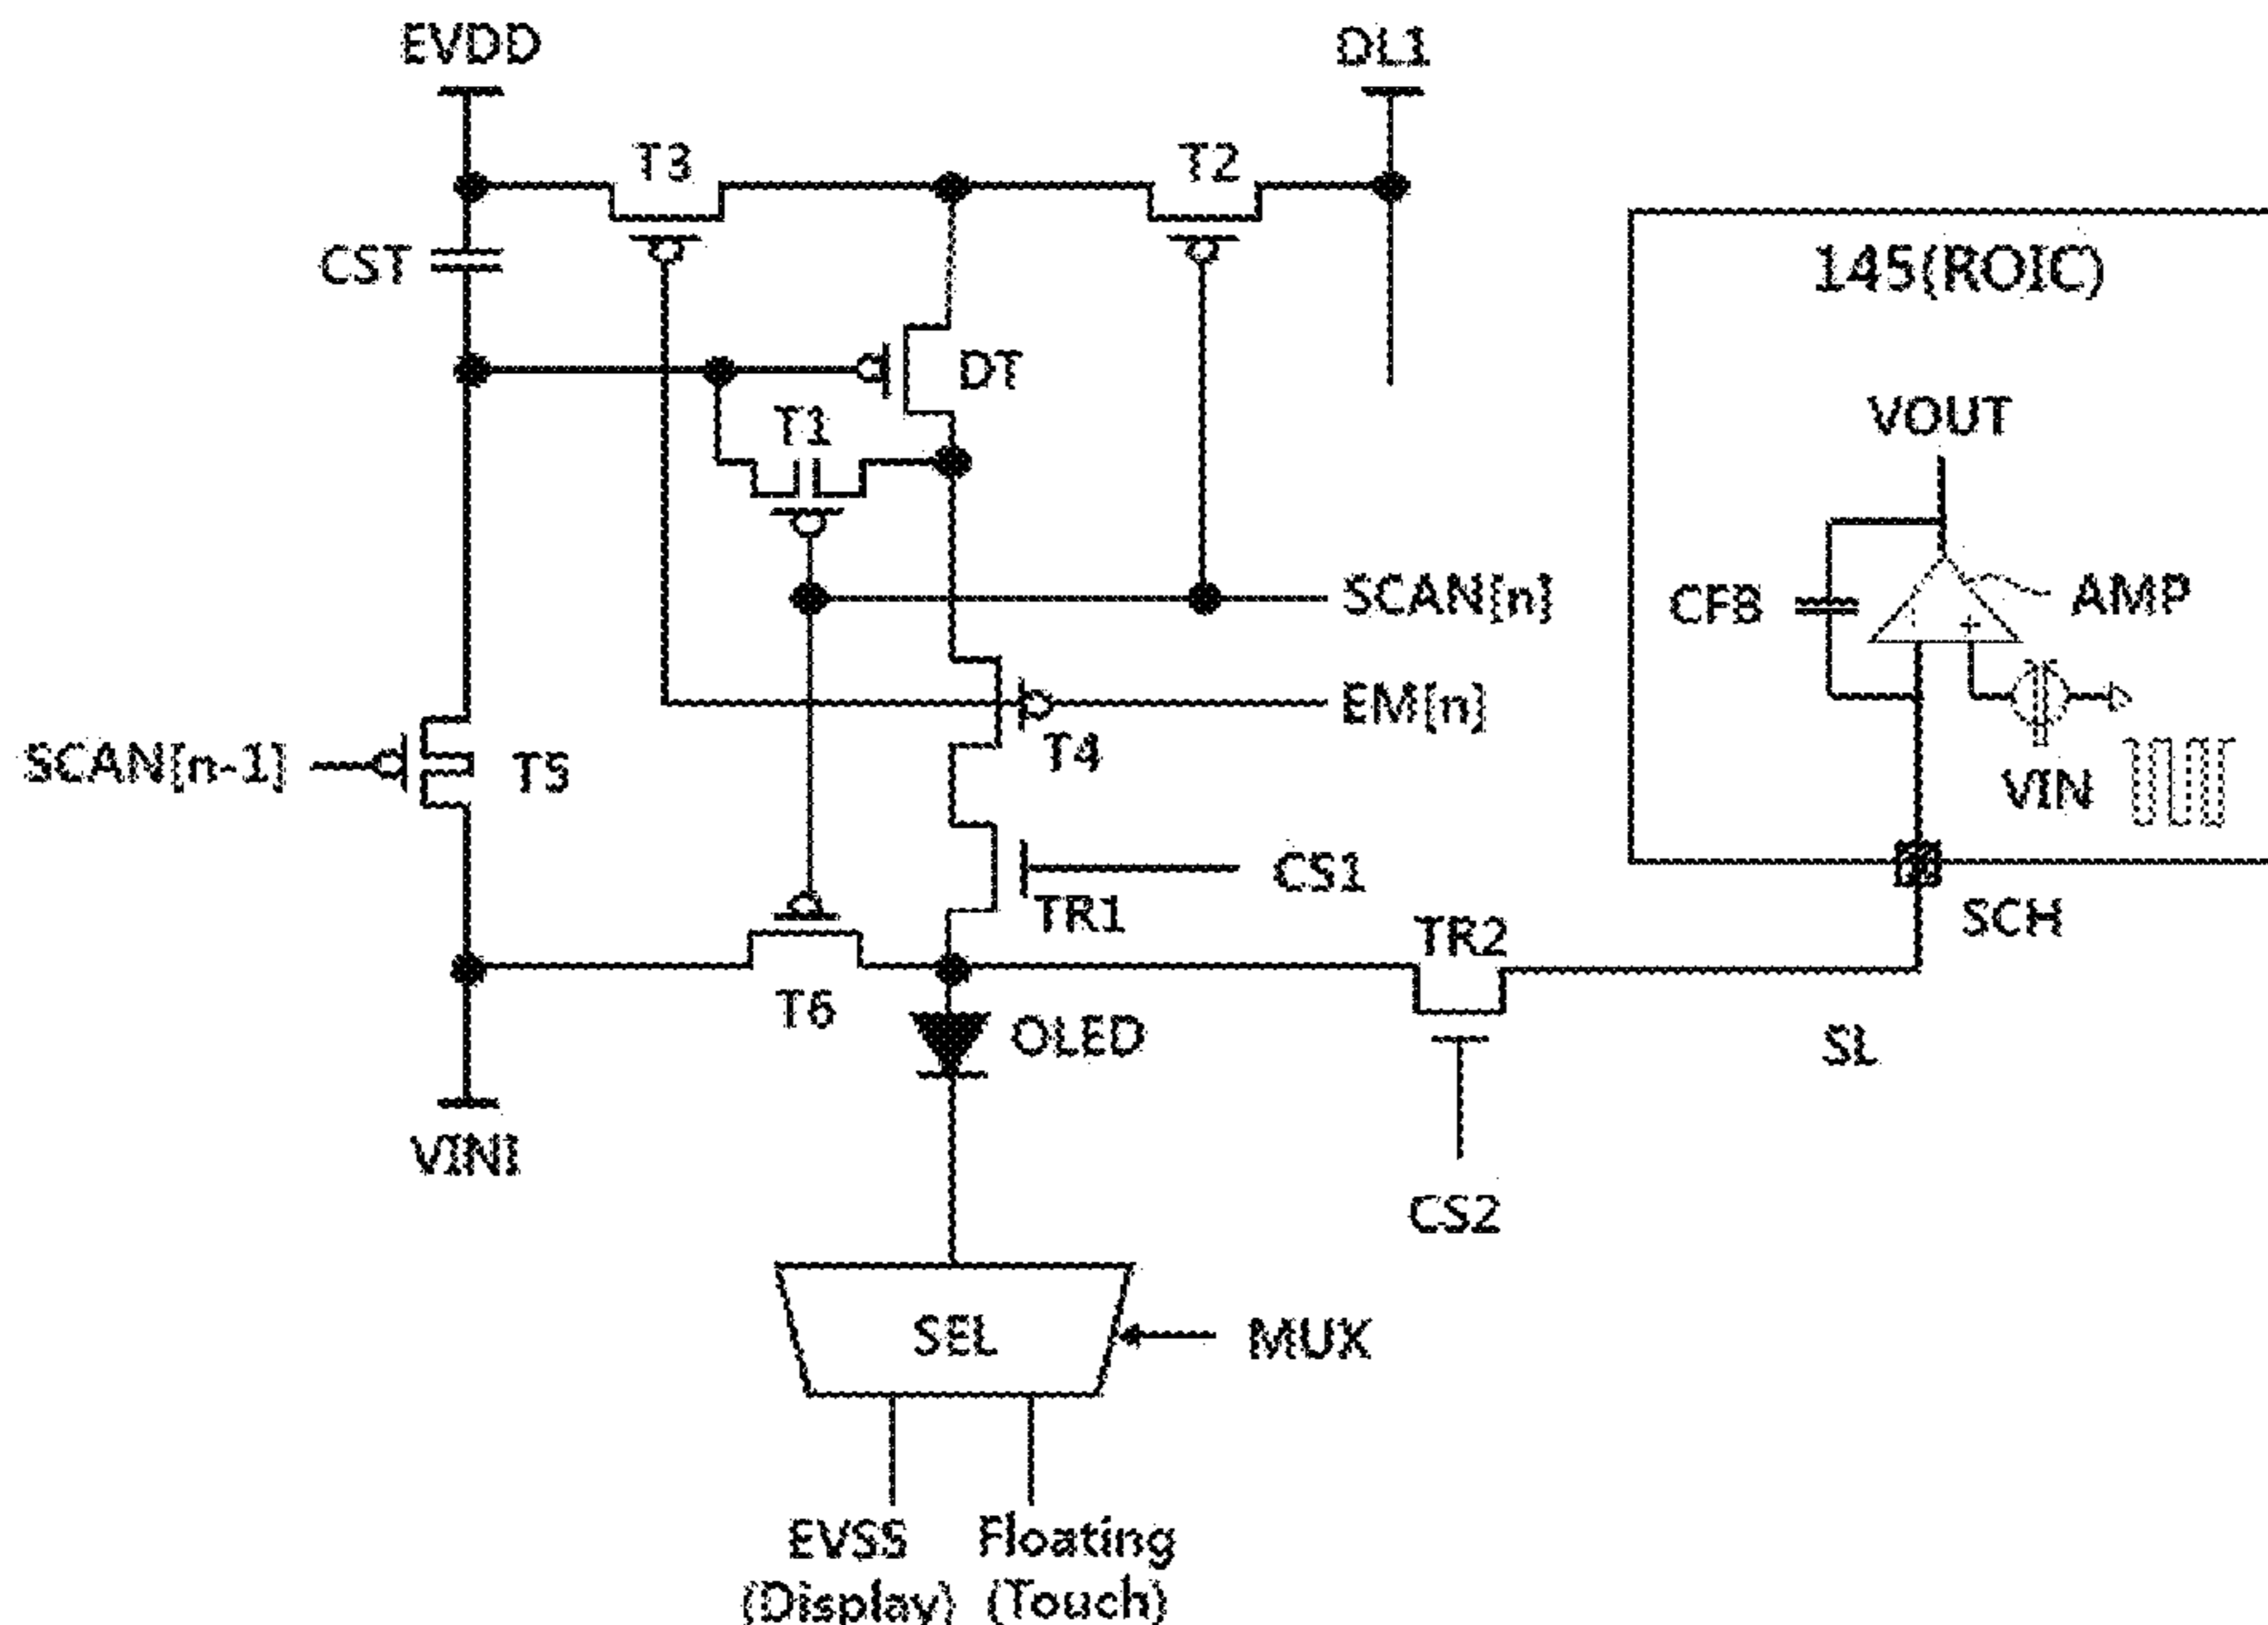 EVDD
DL1
T3
T2
CST
145(ROIC)
DT
VOUT
T1
SCAN[n]
CFB
AMP
-
+
EM[n]
T4
SCAN[n-1]
T5
VIN
CS1
TR1
TR2
SCH
T6
OLED
SL
VINI
CS2
SEL
MUX
EVSS
Floating
(Display)
(Touch)